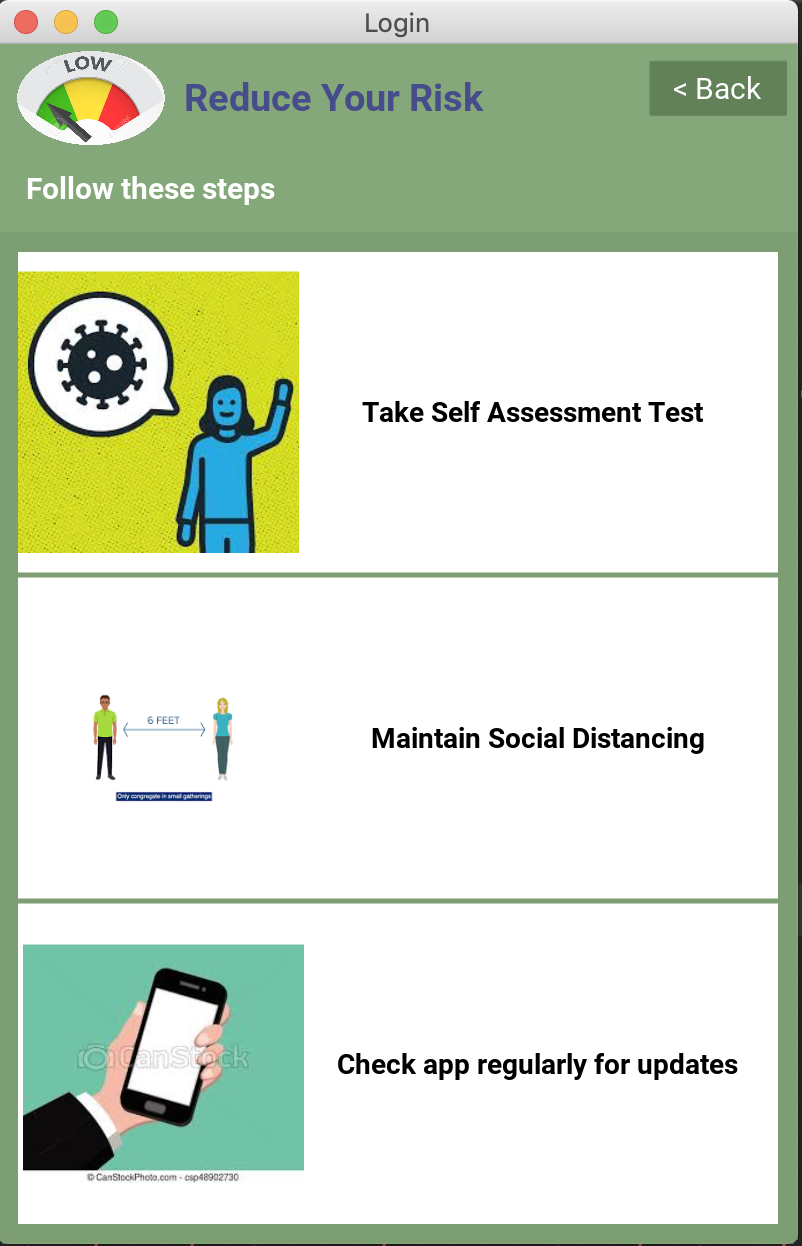 Login
LOW
Reduce Your Risk
< Back
Follow these steps
Take Self Assessment Test
6 FEET
Maintain Social Distancing
Only congregate in small gatherings
CanStock
Check app regularly for updates
© CanStockPhoto.com - csp48902730